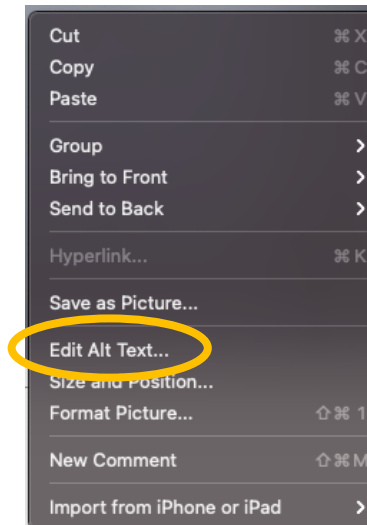 Cut ⌘ X
Copy ⌘ C
Paste ⌘ V
Group
Bring to Front
Send to Back
Hyperlink... ⌘ K
Save as Picture...
Edit Alt Text...
Size and Position...
Format Picture... ⇧ ⌘ 1
New Comment ⇧ ⌘ M
Import from iPhone or iPad